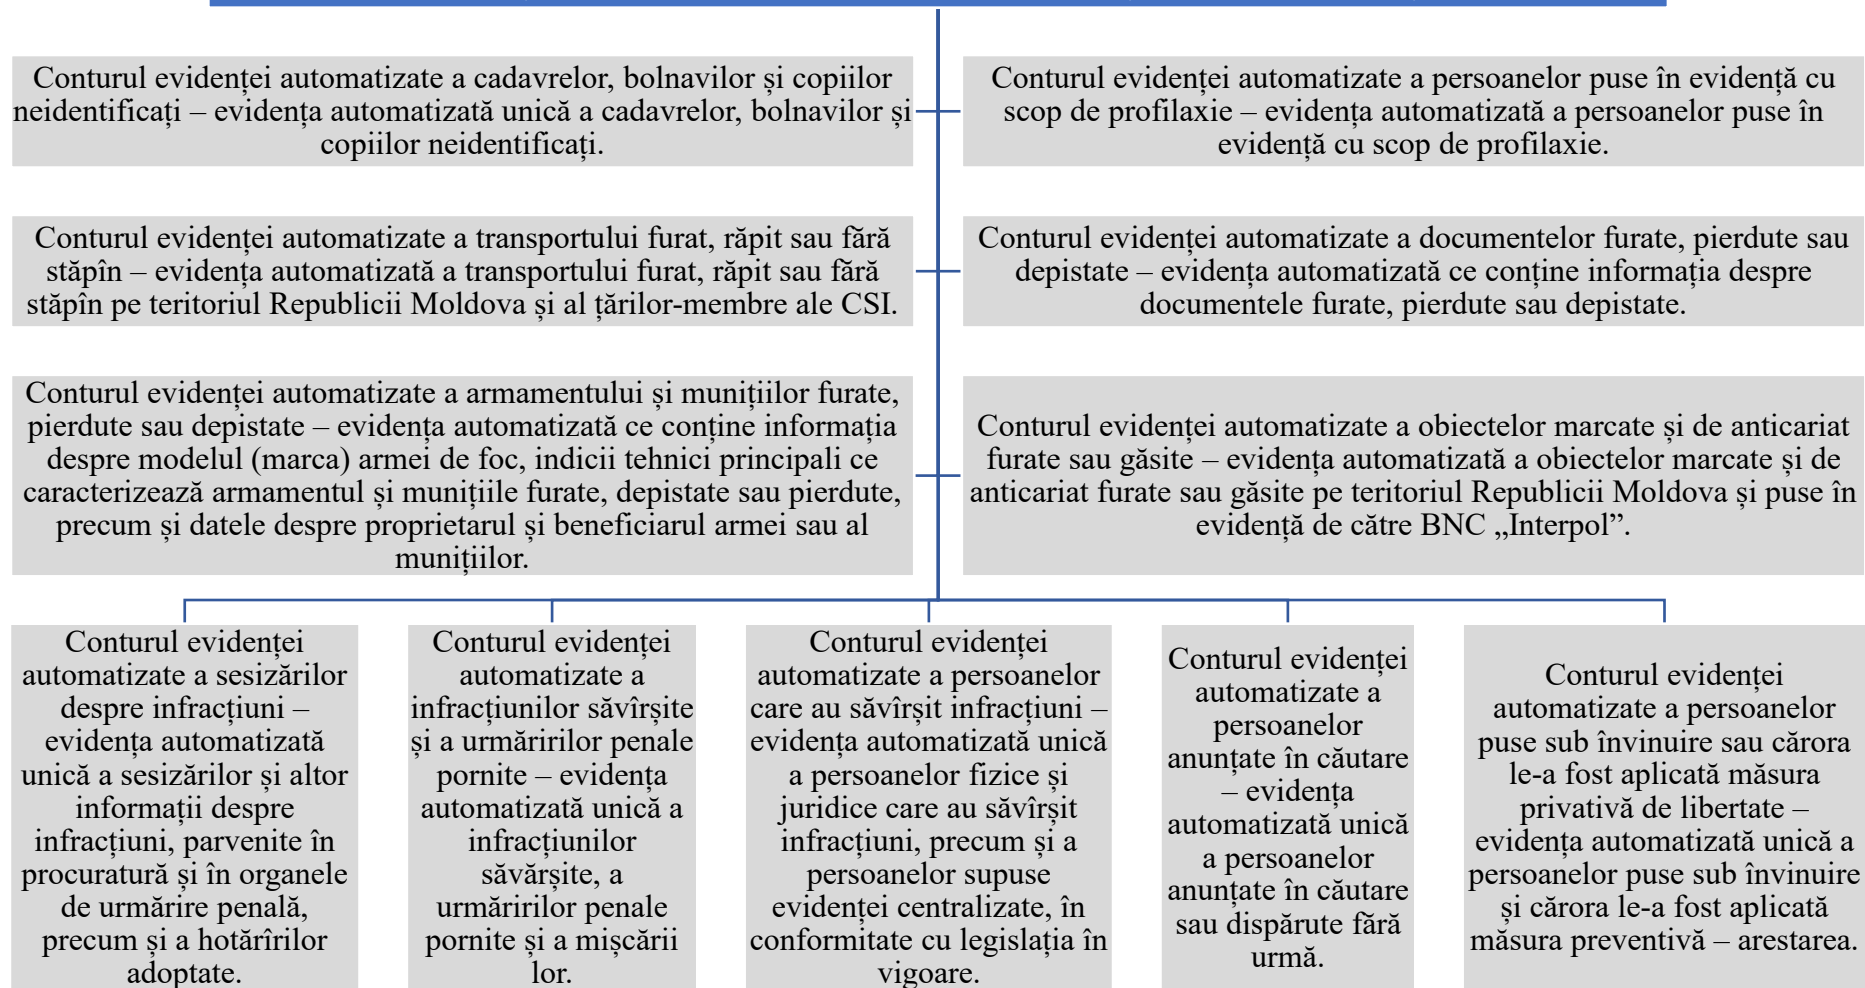 Conturul evidenței automatizate a cadavrelor, bolnavilor și copiilor
neidentificați – evidența automatizată unică a cadavrelor, bolnavilor și
copiilor neidentificați.
Conturul evidenței automatizate a persoanelor puse în evidență cu
scop de profilaxie – evidența automatizată a persoanelor puse în
evidență cu scop de profilaxie.
Conturul evidenței automatizate a transportului furat, răpit sau fără
stăpîn – evidența automatizată a transportului furat, răpit sau fără
stăpîn pe teritoriul Republicii Moldova și al țărilor-membre ale CSI.
Conturul evidenței automatizate a documentelor furate, pierdute sau
depistate – evidența automatizată ce conține informația despre
documentele furate, pierdute sau depistate.
Conturul evidenței automatizate a armamentului și munițiilor furate,
pierdute sau depistate – evidența automatizată ce conține informația
despre modelul (marca) armei de foc, indicii tehnici principali ce
caracterizează armamentul și munițiile furate, depistate sau pierdute,
precum și datele despre proprietarul și beneficiarul armei sau al
munițiilor.
Conturul evidenței automatizate a obiectelor marcate și de anticariat
furate sau găsite – evidența automatizată a obiectelor marcate și de
anticariat furate sau găsite pe teritoriul Republicii Moldova și puse în
evidență de către BNC „Interpol”.
Conturul evidenței
automatizate a sesizărilor
despre infracțiuni –
evidența automatizată
unică a sesizărilor și altor
informații despre
infracțiuni, parvenite în
procuratură și în organele
de urmărire penală,
precum și a hotărîrilor
adoptate.
Conturul evidenței
automatizate a
infracțiunilor săvîrșite
și a urmăririlor penale
pornite – evidența
automatizată unică a
infracțiunilor
săvărșite, a
urmăririlor penale
pornite și a mișcării
lor.
Conturul evidenței
automatizate a persoanelor
care au săvîrșit infracțiuni –
evidența automatizată unică
a persoanelor fizice și
juridice care au săvîrșit
infracțiuni, precum și a
persoanelor supuse
evidenței centralizate, în
conformitate cu legislația în
vigoare.
Conturul evidenței
automatizate a
persoanelor
anunțate în căutare
– evidența
automatizată unică
a persoanelor
anunțate în căutare
sau dispărute fără
urmă.
Conturul evidenței
automatizate a persoanelor
puse sub învinuire sau cărora
le-a fost aplicată măsura
privativă de libertate –
evidența automatizată unică a
persoanelor puse sub învinuire
și cărora le-a fost aplicată
măsura preventivă – arestarea.